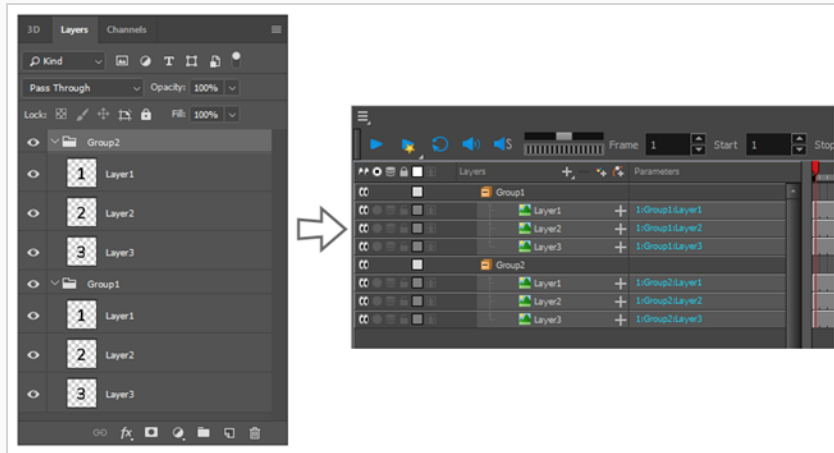 3D Layers Channels
Kind
Pass Through Opacity: 100%
Lock: Fill: 100%
Group2
1 Layer1
2 Layer2
3 Layer3
Group1
1 Layer1
2 Layer2
3 Layer3
fx
S Frame 1 Start 1 Stop
Layers Parameters
Group1
Layer1 1:Group1:Layer1
Layer2 1:Group1:Layer2
Layer3 1:Group1:Layer3
Group2
Layer1 1:Group2:Layer1
Layer2 1:Group2:Layer2
Layer3 1:Group2:Layer3